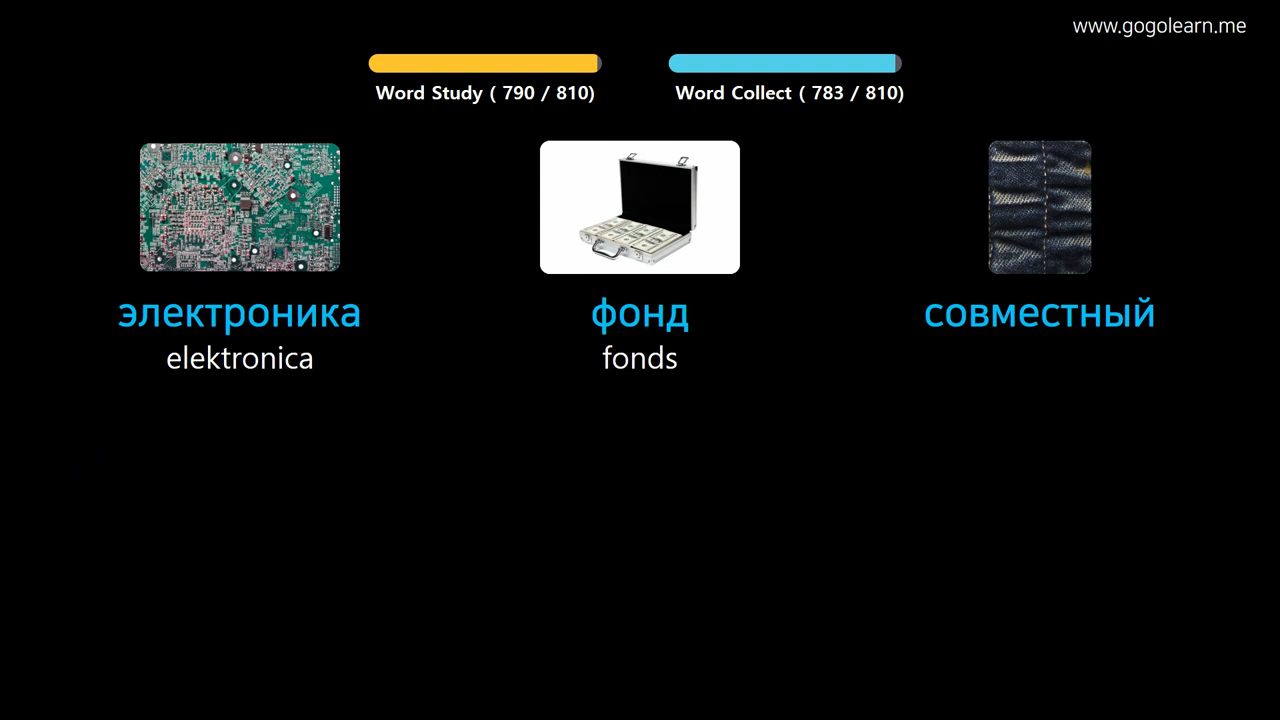 www.gogolearn.me
Word Study ( 790 / 810)
Word Collect ( 783 / 810)
электроника
elektronica
фонд
fonds
совместный